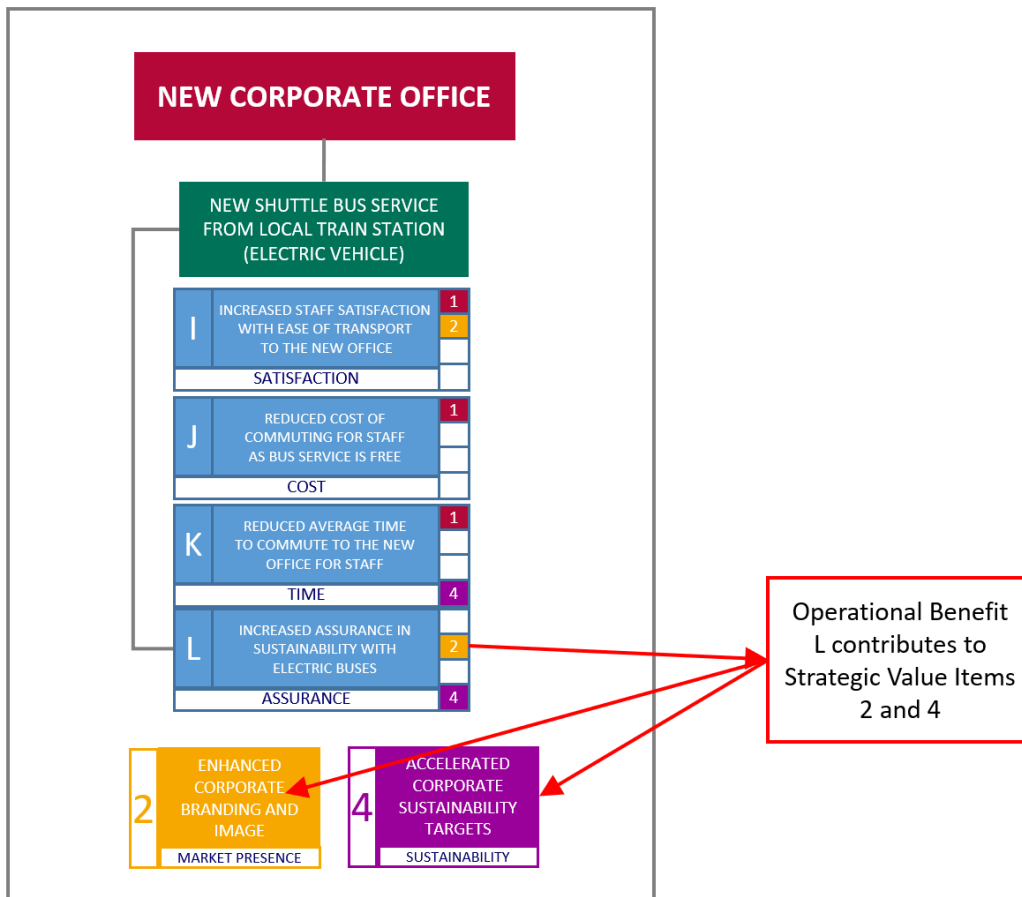 NEW CORPORATE OFFICE
NEW SHUTTLE BUS SERVICE
FROM LOCAL TRAIN STATION
(ELECTRIC VEHICLE)
I
INCREASED STAFF SATISFACTION
WITH EASE OF TRANSPORT
TO THE NEW OFFICE
1
2
SATISFACTION
J
REDUCED COST OF
COMMUTING FOR STAFF
AS BUS SERVICE IS FREE
1
COST
K
REDUCED AVERAGE TIME
TO COMMUTE TO THE NEW
OFFICE FOR STAFF
1
TIME
4
L
INCREASED ASSURANCE IN
SUSTAINABILITY WITH
ELECTRIC BUSES
2
ASSURANCE
4
Operational Benefit
L contributes to
Strategic Value Items
2 and 4
2
ENHANCED
CORPORATE
BRANDING AND
IMAGE
MARKET PRESENCE
4
ACCELERATED
CORPORATE
SUSTAINABILITY
TARGETS
SUSTAINABILITY